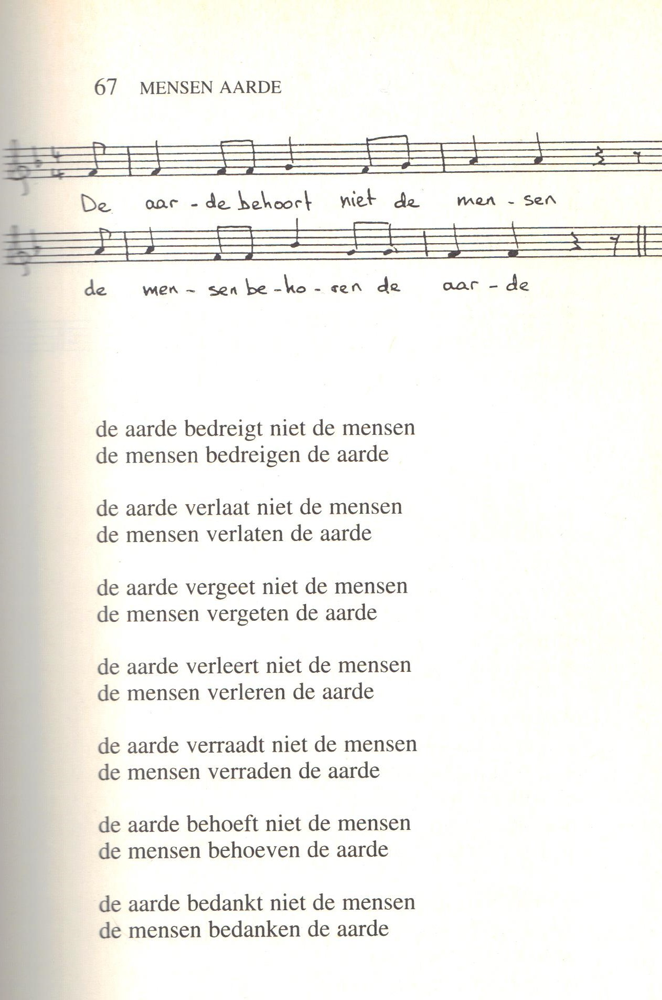 67 MENSEN AARDE
4
4
De aar - de behoort niet de men - sen
de men - sen be - ho - ren de aar - de
de aarde bedreigt niet de mensen
de mensen bedreigen de aarde
de aarde verlaat niet de mensen
de mensen verlaten de aarde
de aarde vergeet niet de mensen
de mensen vergeten de aarde
de aarde verleert niet de mensen
de mensen verleren de aarde
de aarde verraadt niet de mensen
de mensen verraden de aarde
de aarde behoeft niet de mensen
de mensen behoeven de aarde
de aarde bedankt niet de mensen
de mensen bedanken de aarde